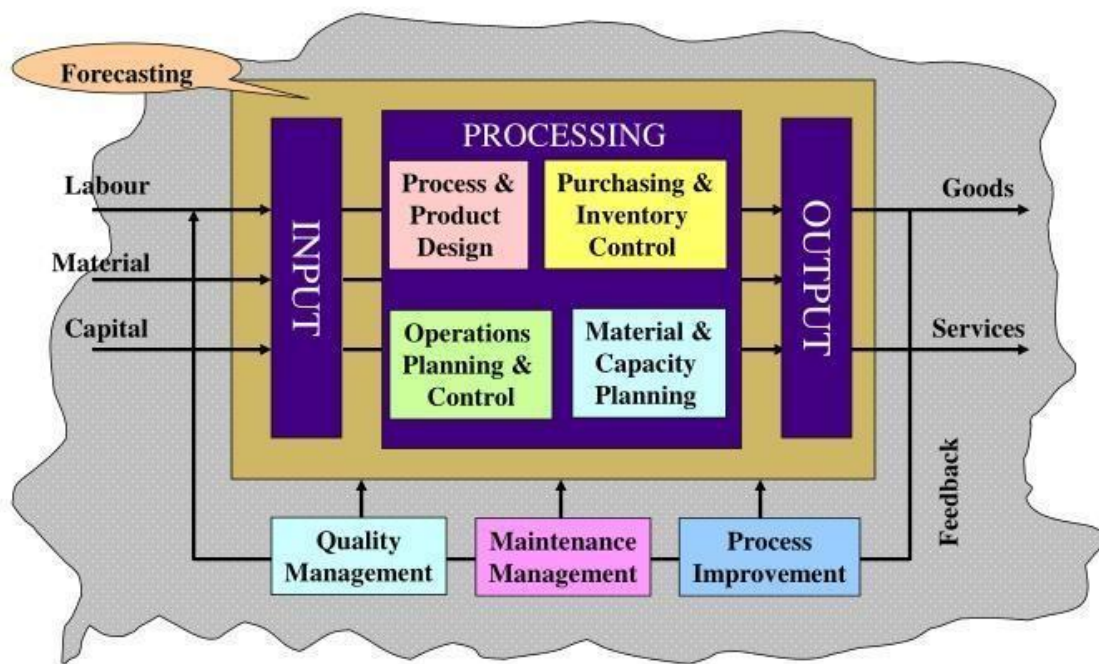 Forecasting
PROCESSING
Labour
Material
Capital
INPUT
Process &
Product
Design
Purchasing &
Inventory
Control
Operations
Planning &
Control
Material &
Capacity
Planning
OUTPUT
Goods
Services
Feedback
Quality
Management
Maintenance
Management
Process
Improvement